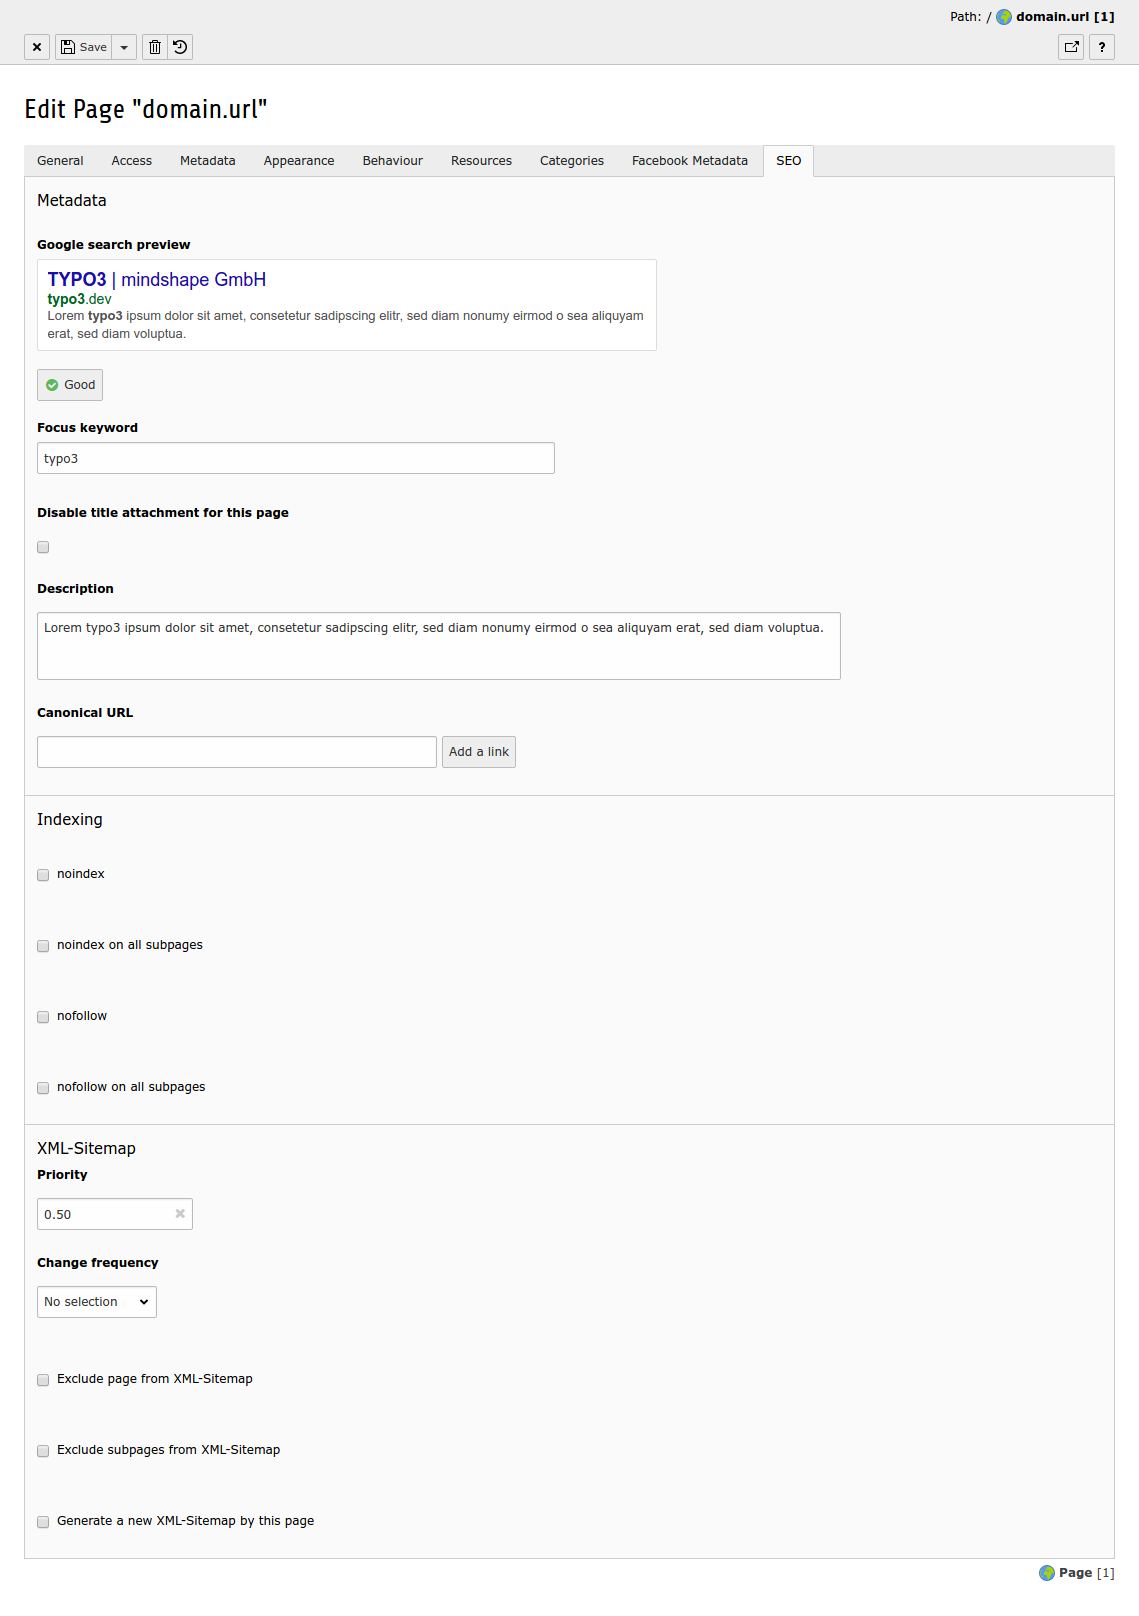 Path: / domain.url [1]
Save
?
Edit Page "domain.url"
General Access Metadata Appearance Behaviour Resources Categories Facebook Metadata SEO
Metadata
Google search preview
TYPO3 | mindshape GmbH
typo3.dev
Lorem typo3 ipsum dolor sit amet, consetetur sadipscing elitr, sed diam nonumy eirmod o sea aliquyam
erat, sed diam voluptua.
Good
Focus keyword
typo3
Disable title attachment for this page
Description
Lorem typo3 ipsum dolor sit amet, consetetur sadipscing elitr, sed diam nonumy eirmod o sea aliquyam erat, sed diam voluptua.
Canonical URL
Add a link
Indexing
noindex
noindex on all subpages
nofollow
nofollow on all subpages
XML-Sitemap
Priority
0.50
Change frequency
No selection
Exclude page from XML-Sitemap
Exclude subpages from XML-Sitemap
Generate a new XML-Sitemap by this page
Page [1]